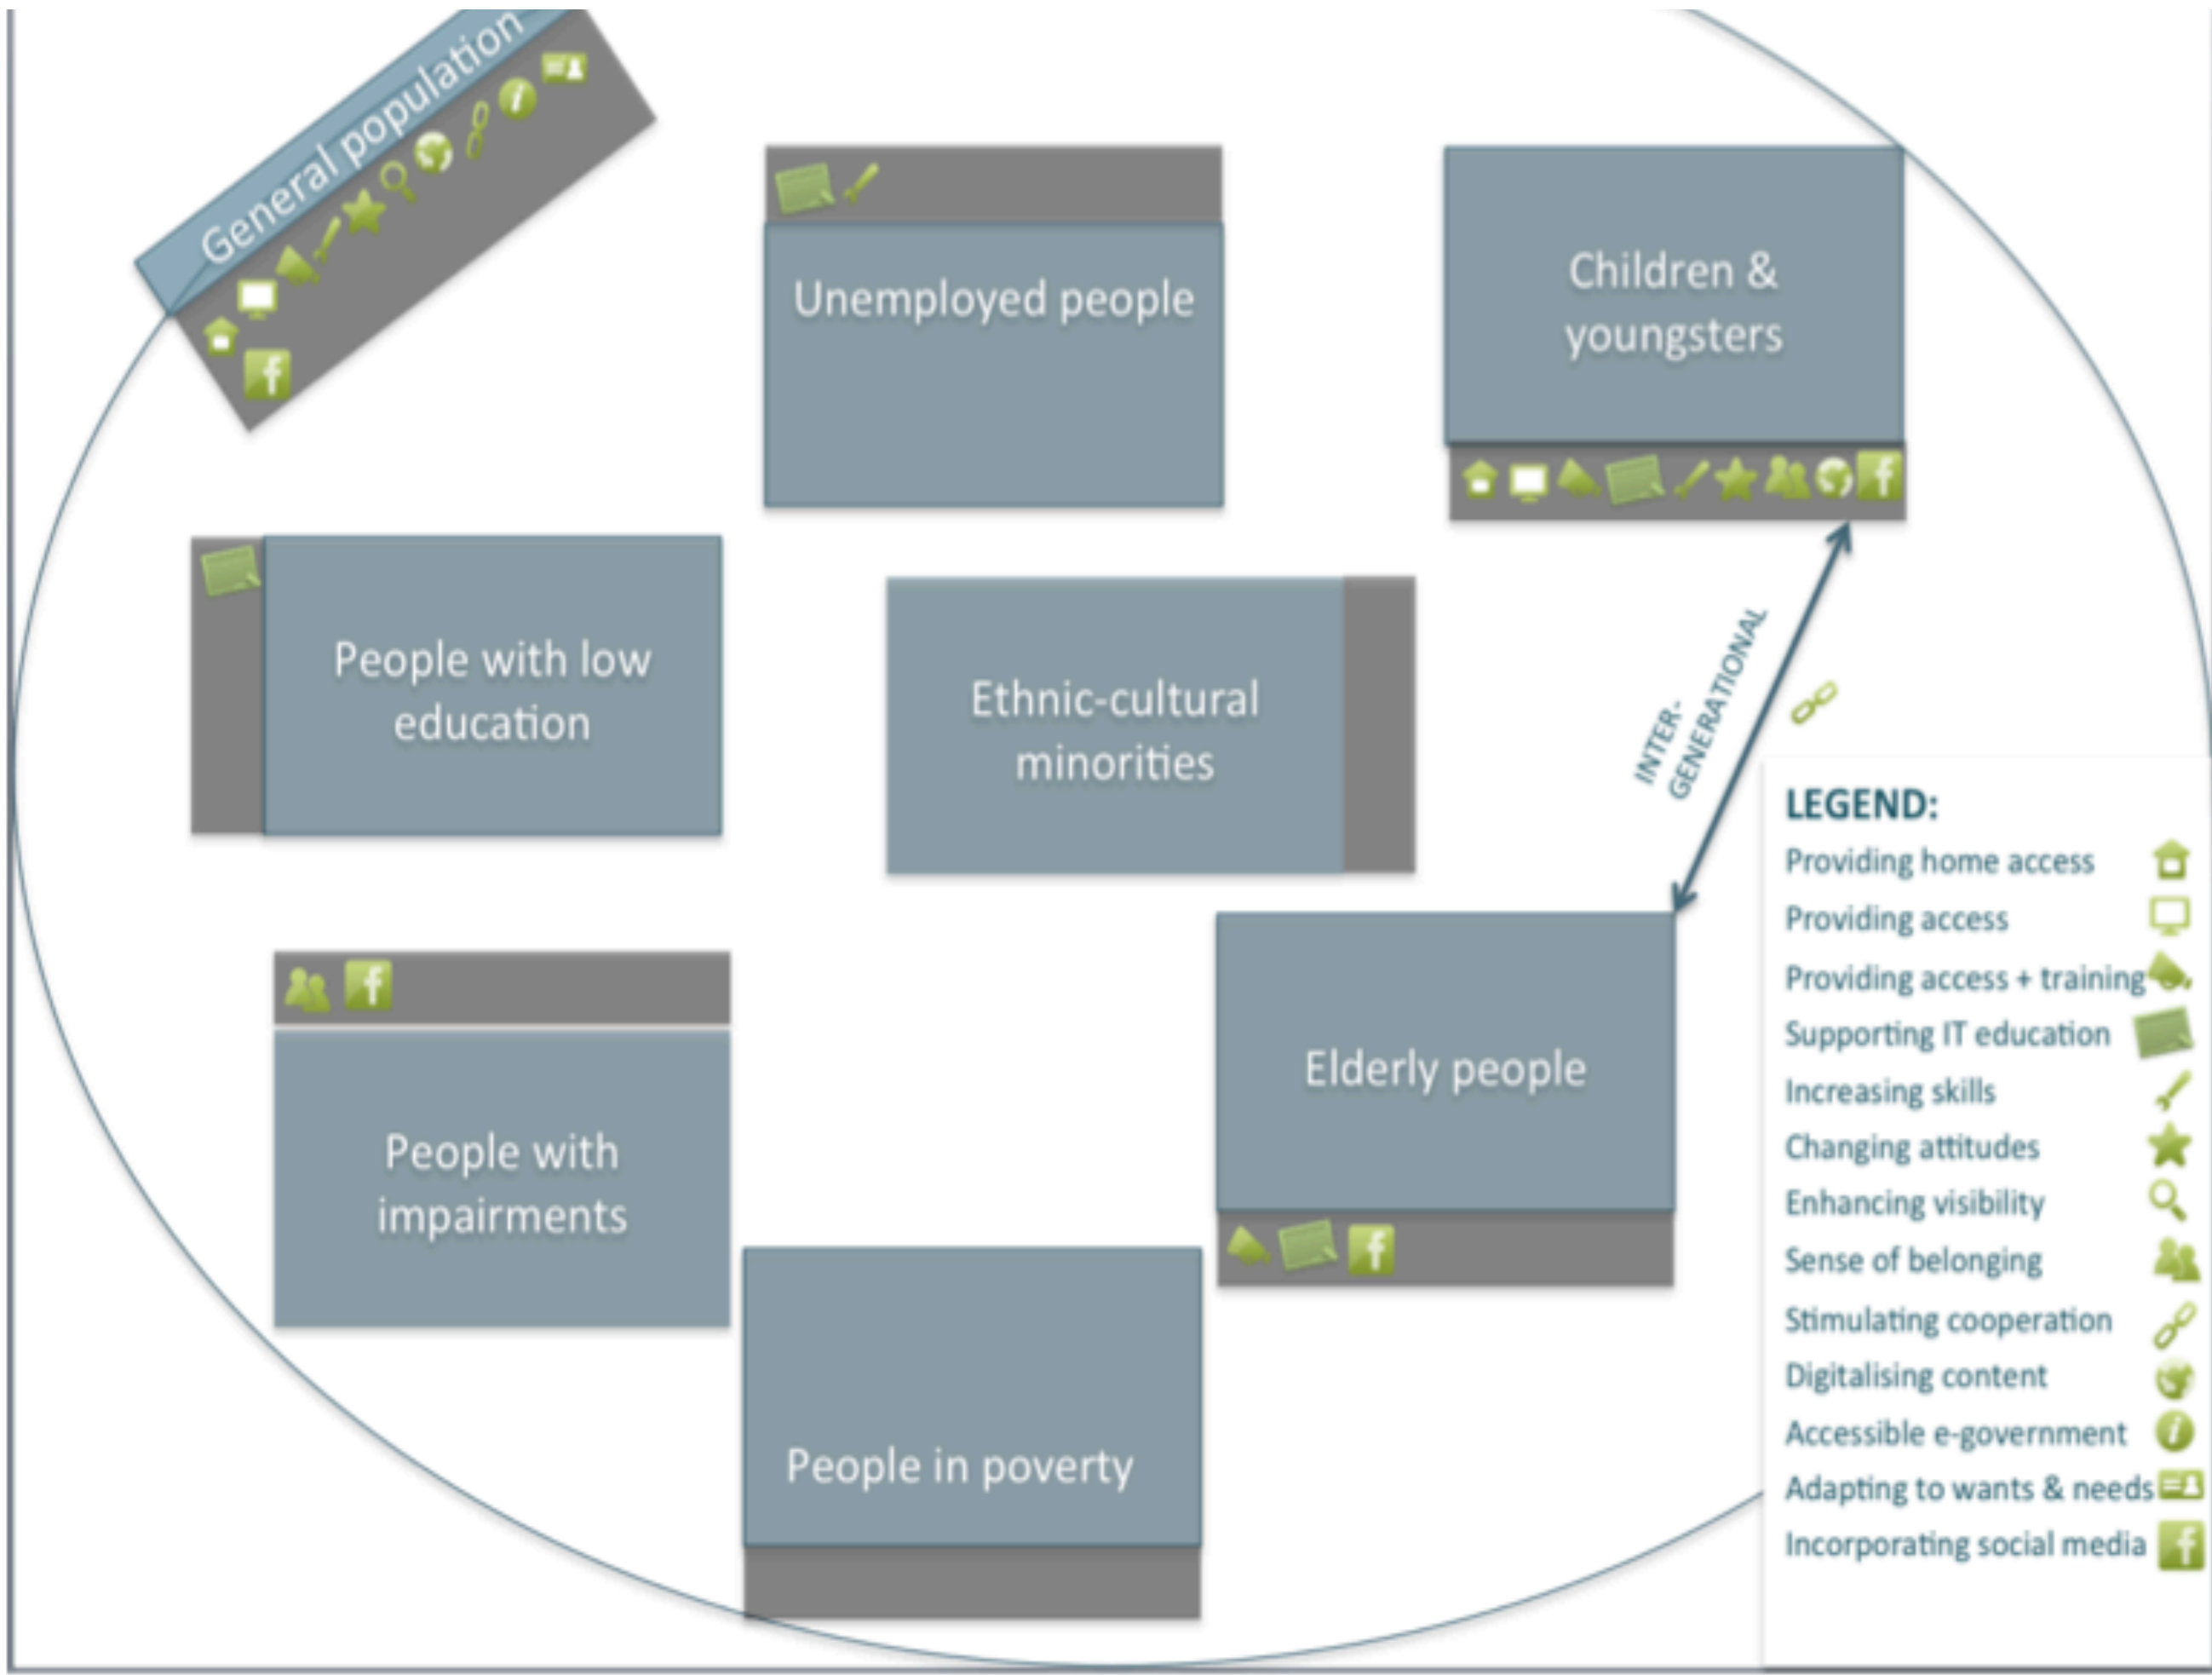 General population
Unemployed people
Children &
youngsters
People with low
education
Ethnic-cultural
minorities
INTER-
GENERATIONAL
People with
impairments
Elderly people
People in poverty
LEGEND:
Providing home access
Providing access
Providing access + training
Supporting IT education
Increasing skills
Changing attitudes
Enhancing visibility
Sense of belonging
Stimulating cooperation
Digitalising content
Accessible e-government
Adapting to wants & needs
Incorporating social media